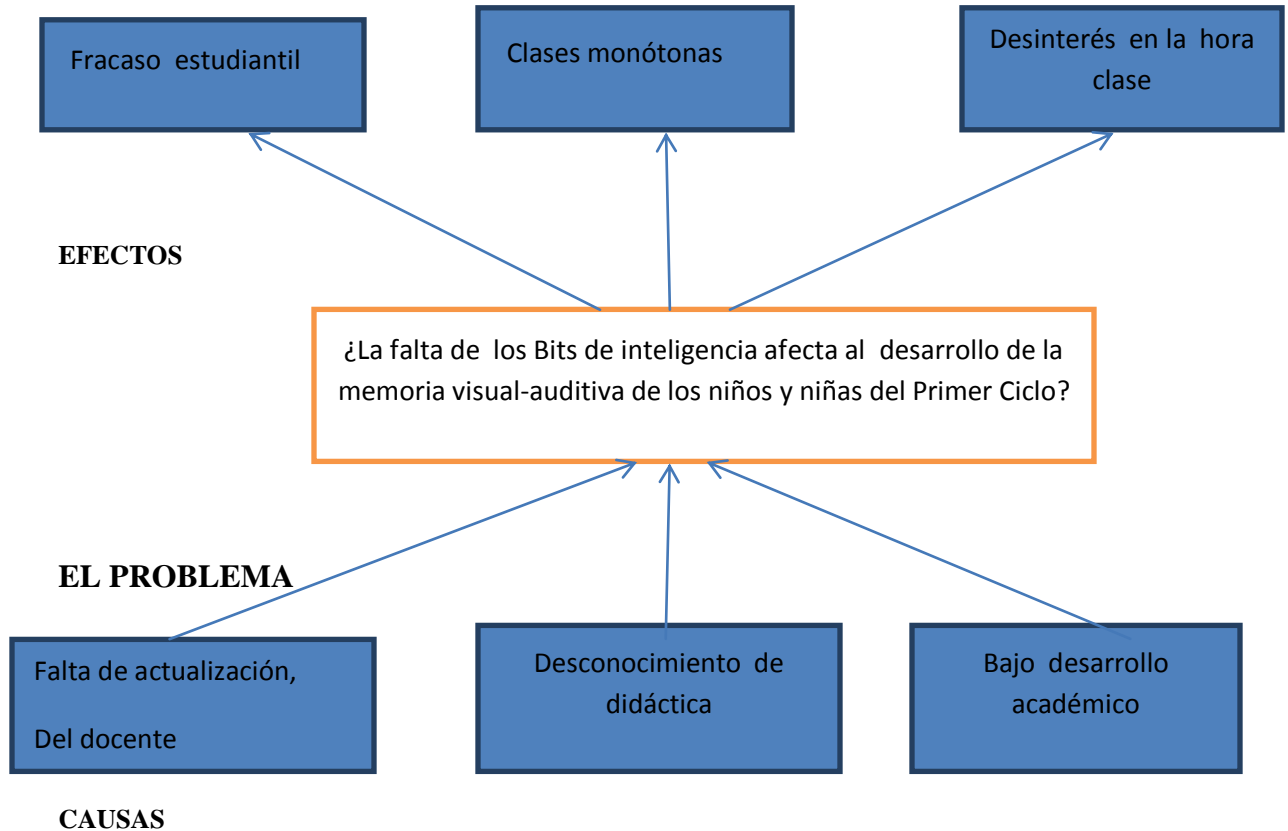 Fracaso estudiantil
Clases monótonas
Desinterés en la hora
clase
EFECTOS
¿La falta de los Bits de inteligencia afecta al desarrollo de la
memoria visual-auditiva de los niños y niñas del Primer Ciclo?
EL PROBLEMA
Falta de actualización,
Del docente
Desconocimiento de
didáctica
Bajo desarrollo
académico
CAUSAS